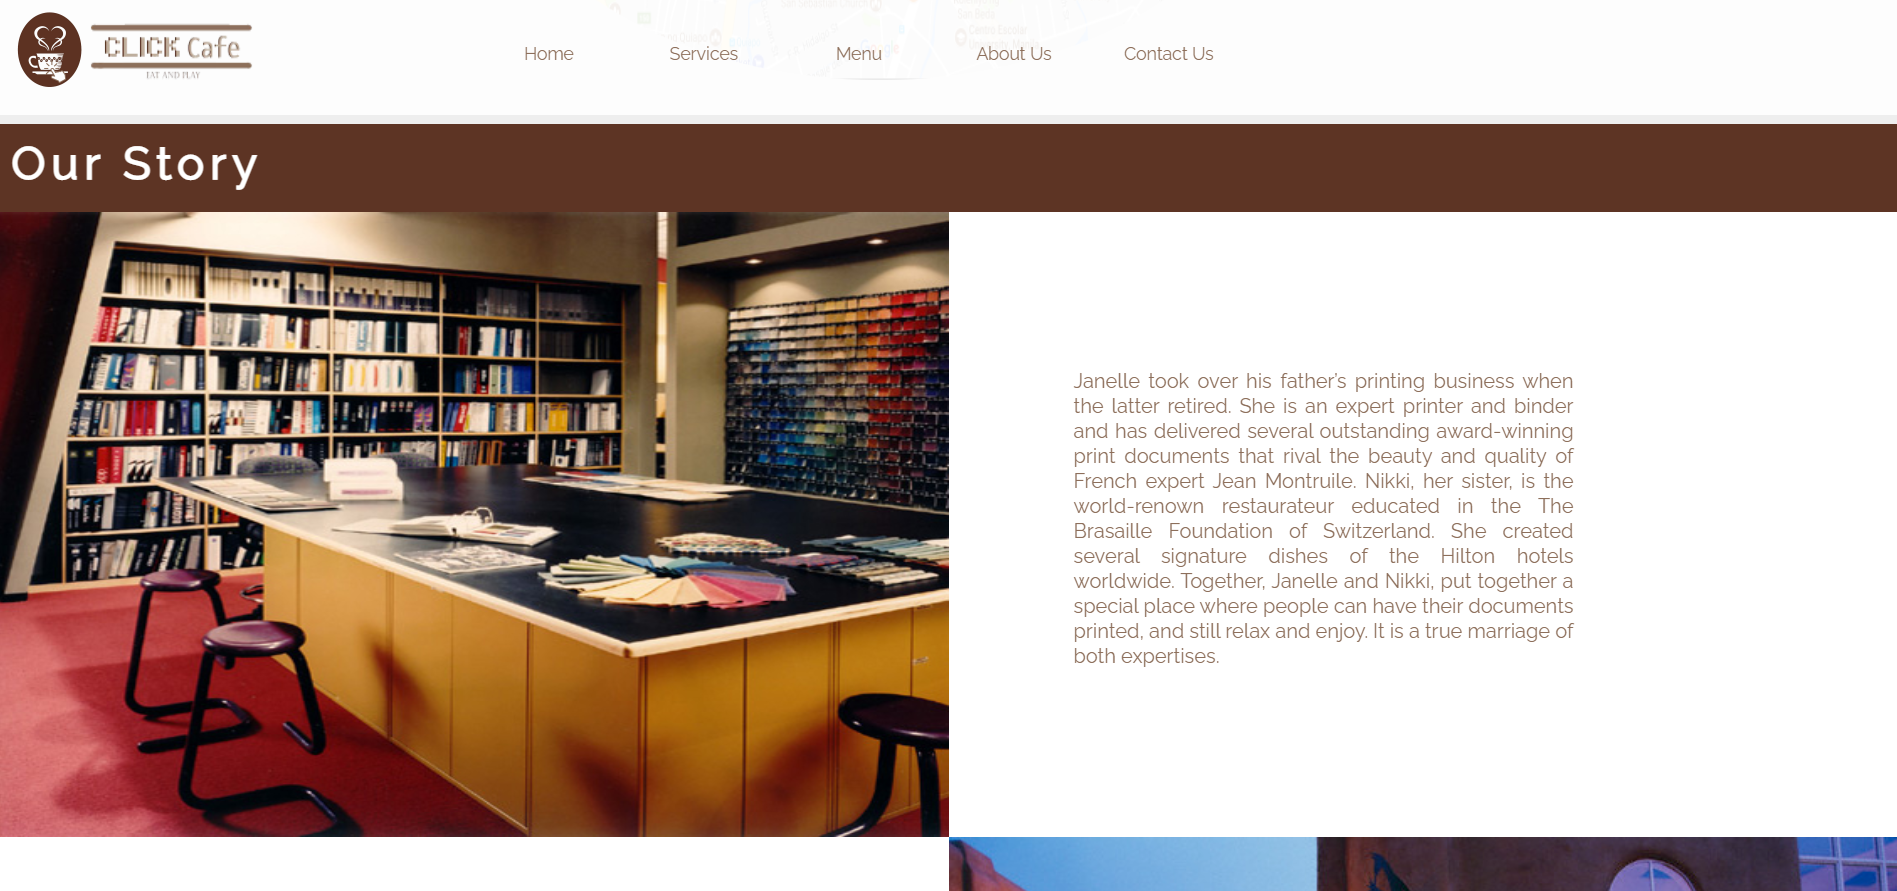 CLICK Cafe
EAT AND PLAY
Home
Services
Menu
About Us
Contact Us
Our Story
Janelle took over his father’s printing business when
the latter retired. She is an expert printer and binder
and has delivered several outstanding award-winning
print documents that rival the beauty and quality of
French expert Jean Montruile. Nikki, her sister, is the
world-renown restaurateur educated in the The
Brasaille Foundation of Switzerland. She created
several signature dishes of the Hilton hotels
worldwide. Together, Janelle and Nikki, put together a
special place where people can have their documents
printed, and still relax and enjoy. It is a true marriage of
both expertises.